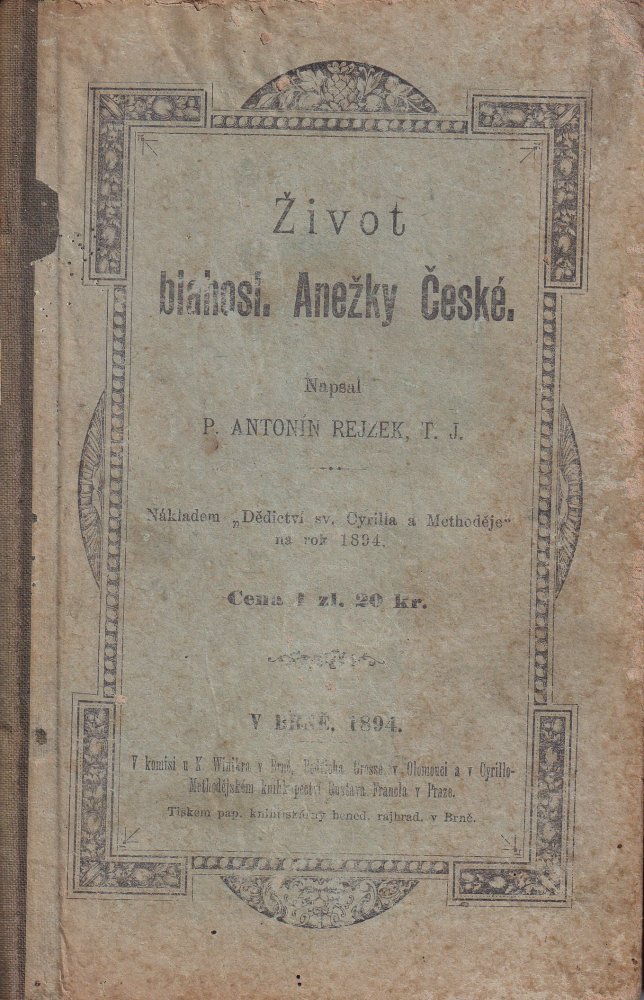 Život
blahosl. Anežky České.
Napsal
P. ANTONÍN REJZEK, T. J.
Nákladem „Dědictví sv. Cyrilla a Methoděje“
na rok 1894.
Cena 1 zl. 20 kr.
V BRNĚ, 1894.
V komisi u K. Winikra v Brně, Bedřicha Grosse v Olomouci a v Cyrillo-
Methodějském knihkupectví Gustava Francla v Praze.
Tiskem pap. knihtiskárny bened. rajhrad. v Brně.